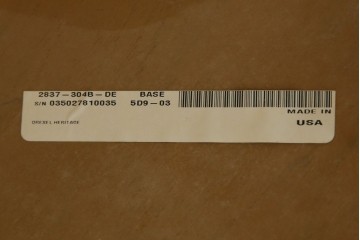 2837-304B-DE BASE
S/N 035027810035 5D9-03
MADE IN
USA